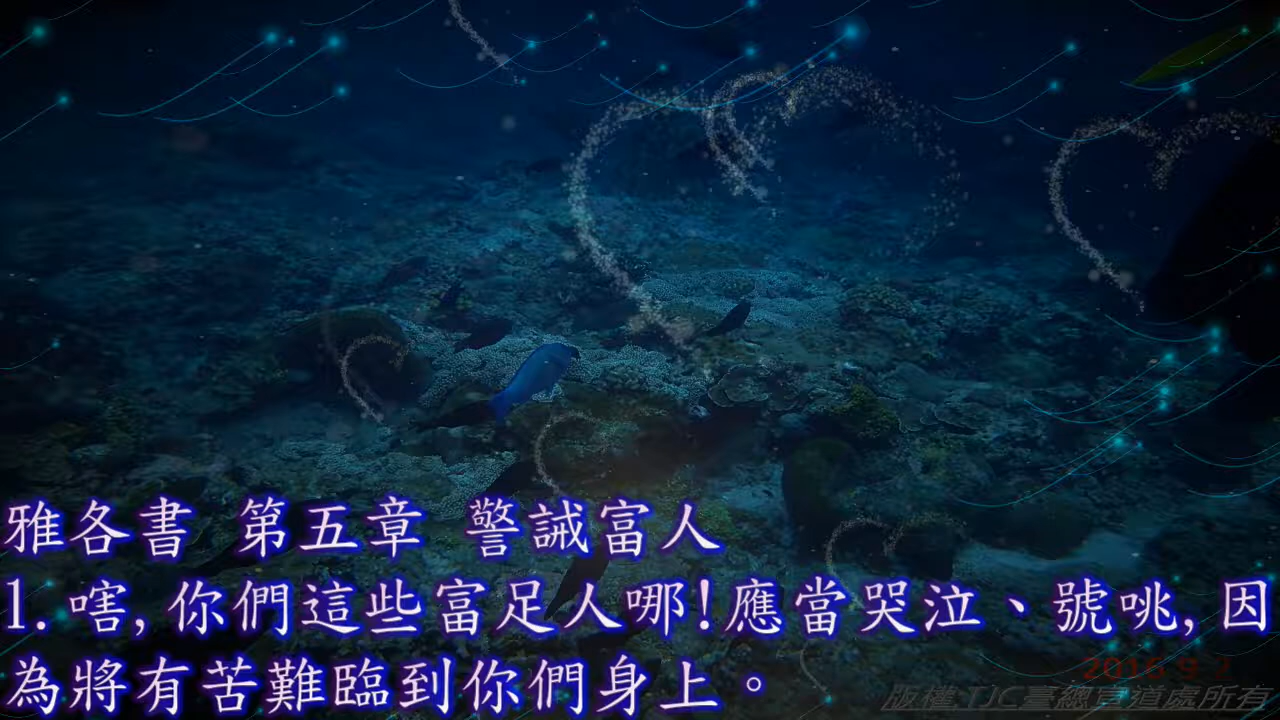 雅各書 第五章 警誡富人
1.嗐,你們這些富足人哪!應當哭泣、號咷,因
為將有苦難臨到你們身上。
2016.9.2
版權.TJC臺總宣道處所有